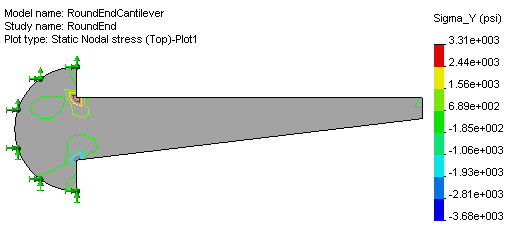 Model name: RoundEndCantilever
Study name: RoundEnd
Plot type: Static Nodal stress (Top)-Plot1
Sigma_Y (psi)
3.31e+003
2.44e+003
1.56e+003
6.89e+002
-1.85e+002
-1.06e+003
-1.93e+003
-2.81e+003
-3.68e+003